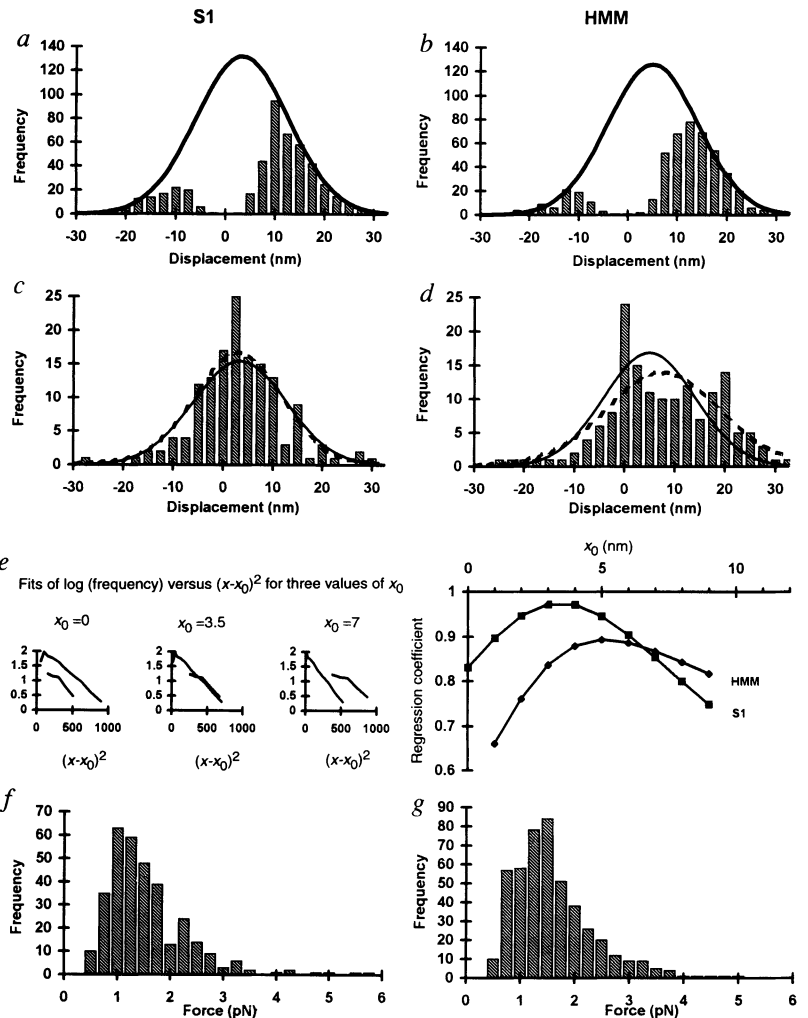 S1
HMM
a
140
120
100
80
60
40
20
0
Frequency
-30 -20 -10 0 10 20 30
Displacement (nm)
b
140
120
100
80
60
40
20
0
Frequency
-30 -20 -10 0 10 20 30
Displacement (nm)
c
25
20
15
10
5
0
Frequency
-30 -20 -10 0 10 20 30
Displacement (nm)
d
25
20
15
10
5
0
Frequency
-30 -20 -10 0 10 20 30
Displacement (nm)
e
Fits of log (frequency) versus (x-x0)2 for three values of x0
x0 =0
x0 =3.5
x0 =7
2
1.5
1
0.5
0
0 500 1000
(x-x0)2
2
1.5
1
0.5
0
0 500 1000
(x-x0)2
2
1.5
1
0.5
0
0 500 1000
(x-x0)2
x0 (nm)
0 5 10
1
0.9
0.8
0.7
0.6
Regression coefficient
HMM
S1
f
70
60
50
40
30
20
10
0
Frequency
0 1 2 3 4 5 6
Force (pN)
g
90
80
70
60
50
40
30
20
10
0
Frequency
0 1 2 3 4 5 6
Force (pN)